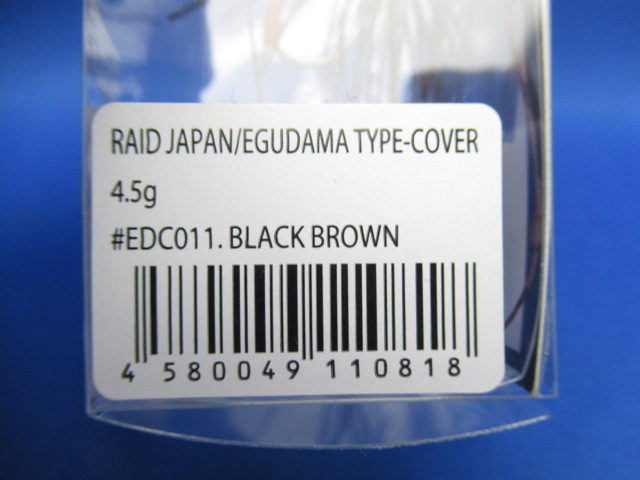 RAID JAPAN/EGUDAMA TYPE-COVER
4.5g
#EDC011. BLACK BROWN
4 580049 110818